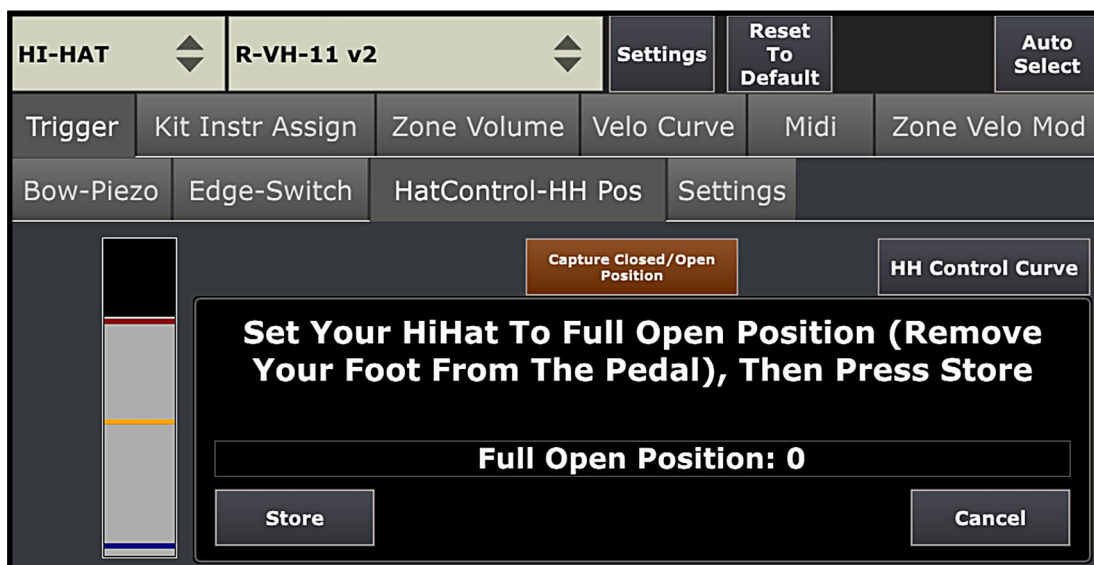 HI-HAT
R-VH-11 v2
Settings
Reset
To
Default
Auto
Select
Trigger
Kit Instr Assign
Zone Volume
Velo Curve
Midi
Zone Velo Mod
Bow-Piezo
Edge-Switch
HatControl-HH Pos
Settings
Capture Closed/Open
Position
HH Control Curve
Set Your HiHat To Full Open Position (Remove
Your Foot From The Pedal), Then Press Store
Full Open Position: 0
Store
Cancel